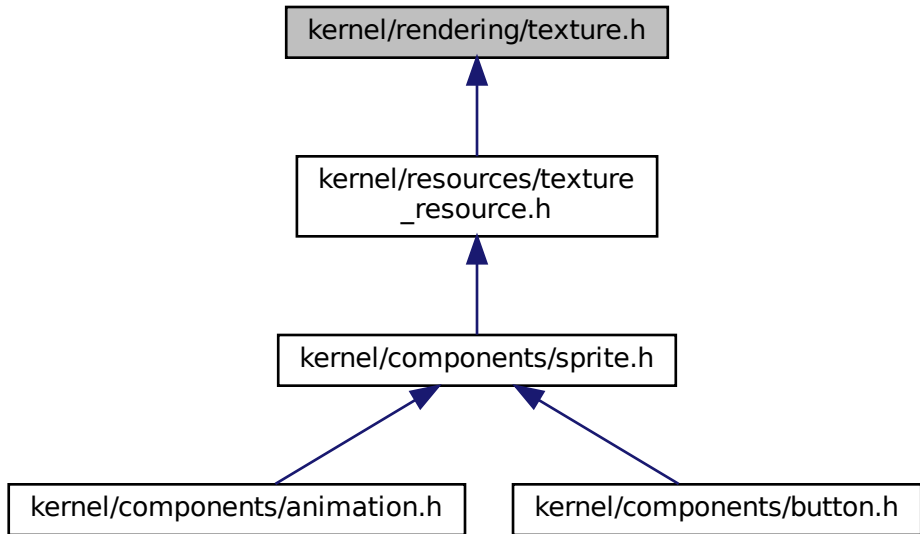 kernel/rendering/texture.h
kernel/resources/texture
_resource.h
kernel/components/sprite.h
kernel/components/animation.h
kernel/components/button.h